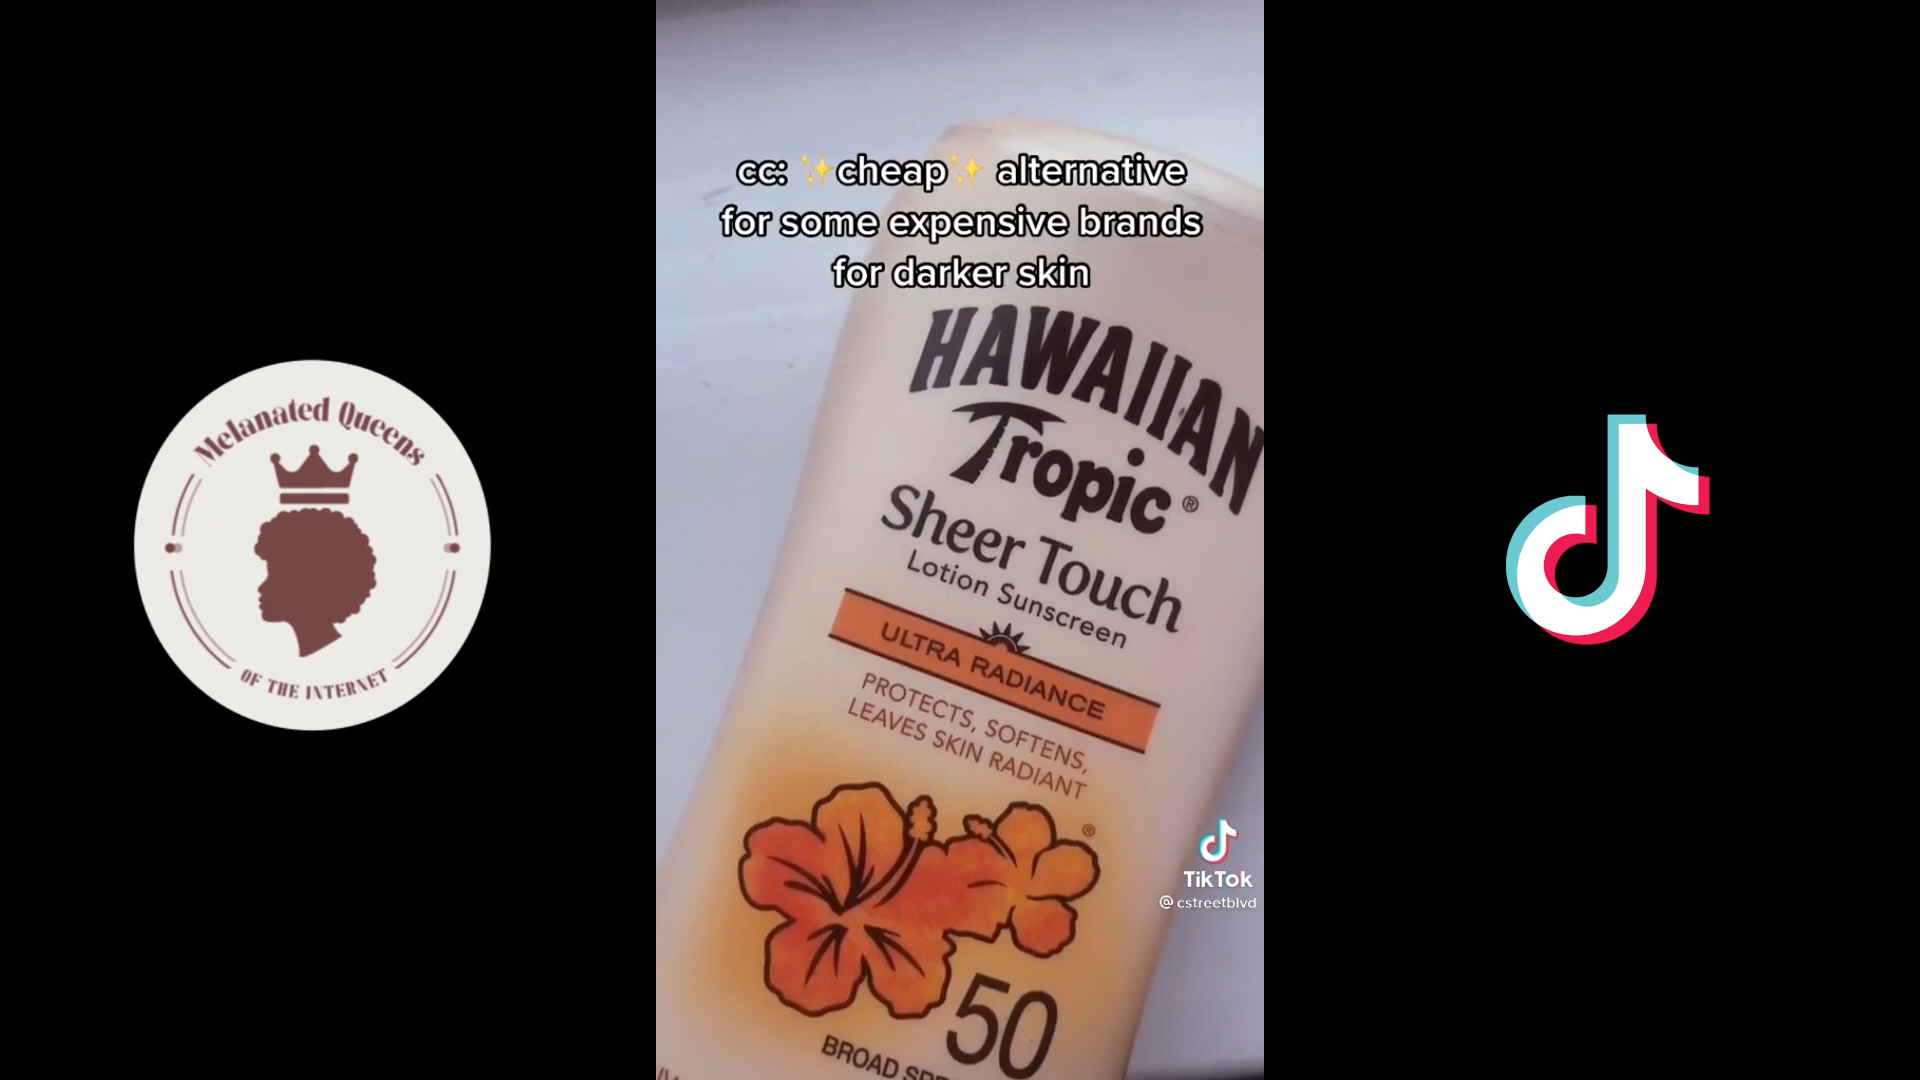 Melanated Queens
OF THE INTERNET
cc: ✨cheap✨ alternative
for some expensive brands
for darker skin
HAWAIIAN
Tropic®
Sheer Touch
Lotion Sunscreen
ULTRA RADIANCE
PROTECTS, SOFTENS,
LEAVES SKIN RADIANT
®
50
BROAD
TikTok
@cstreetblvd